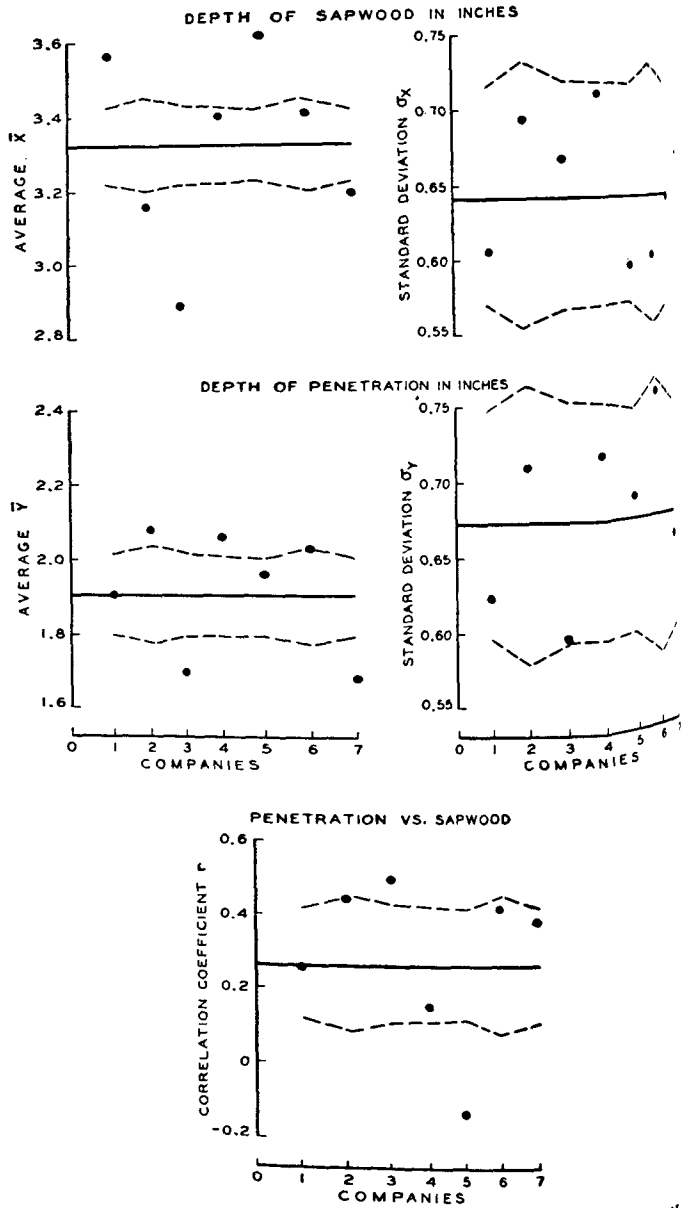 DEPTH OF SAPWOOD IN INCHES
AVERAGE, X̅
3.6
3.4
3.2
3.0
2.8
STANDARD DEVIATION σX
0.75
0.70
0.65
0.60
0.55
DEPTH OF PENETRATION IN INCHES
AVERAGE Y̅
2.4
2.2
2.0
1.8
1.6
0 1 2 3 4 5 6 7
COMPANIES
STANDARD DEVIATION σY
0.75
0.70
0.65
0.60
0.55
0 1 2 3 4 5 6 7
COMPANIES
PENETRATION VS. SAPWOOD
CORRELATION COEFFICIENT r
0.6
0.4
0.2
0
-0.2
0 1 2 3 4 5 6 7
COMPANIES